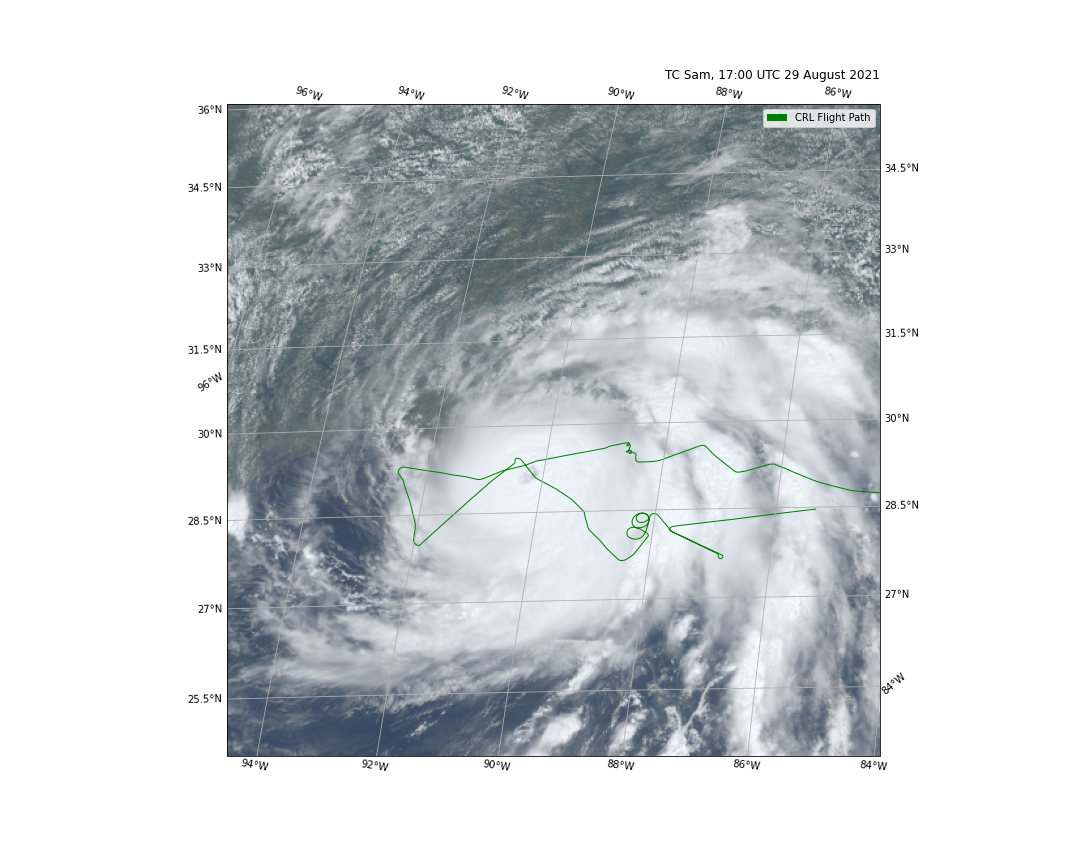 TC Sam, 17:00 UTC 29 August 2021
96°W 94°W 92°W 90°W 88°W 86°W
36°N
CRL Flight Path
34.5°N 34.5°N
33°N 33°N
31.5°N 31.5°N
96°W
30°N 30°N
28.5°N 28.5°N
27°N 27°N
84°W
25.5°N
94°W 92°W 90°W 88°W 86°W 84°W